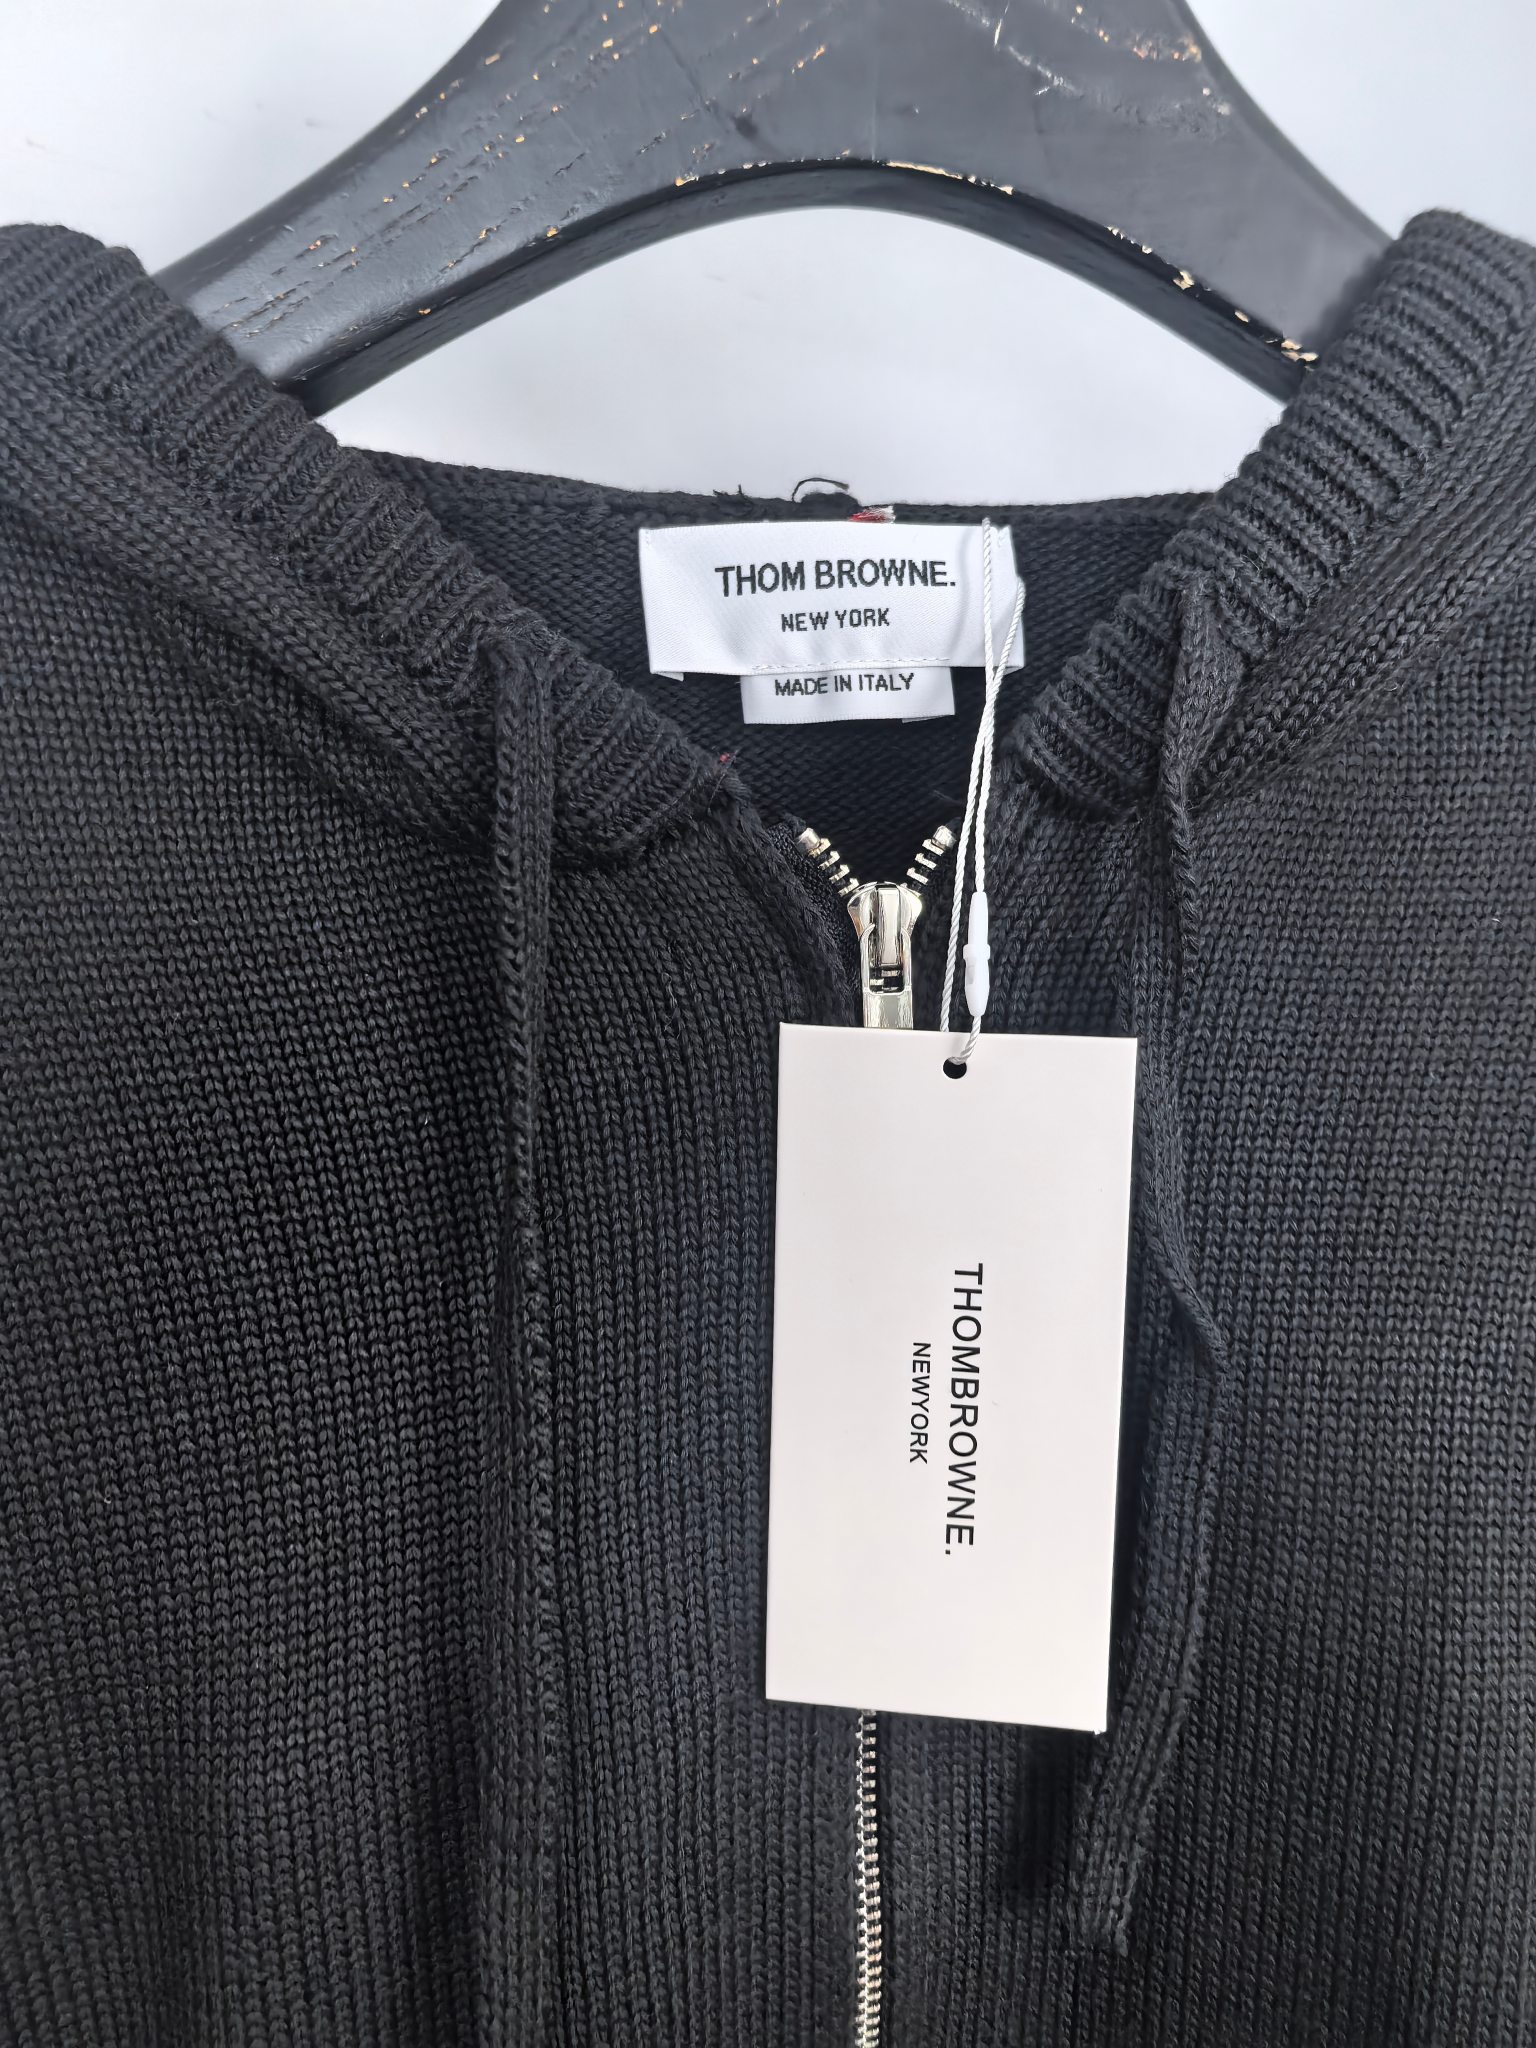 THOM BROWNE.
NEW YORK
MADE IN ITALY
THOMBROWNE.
NEWYORK